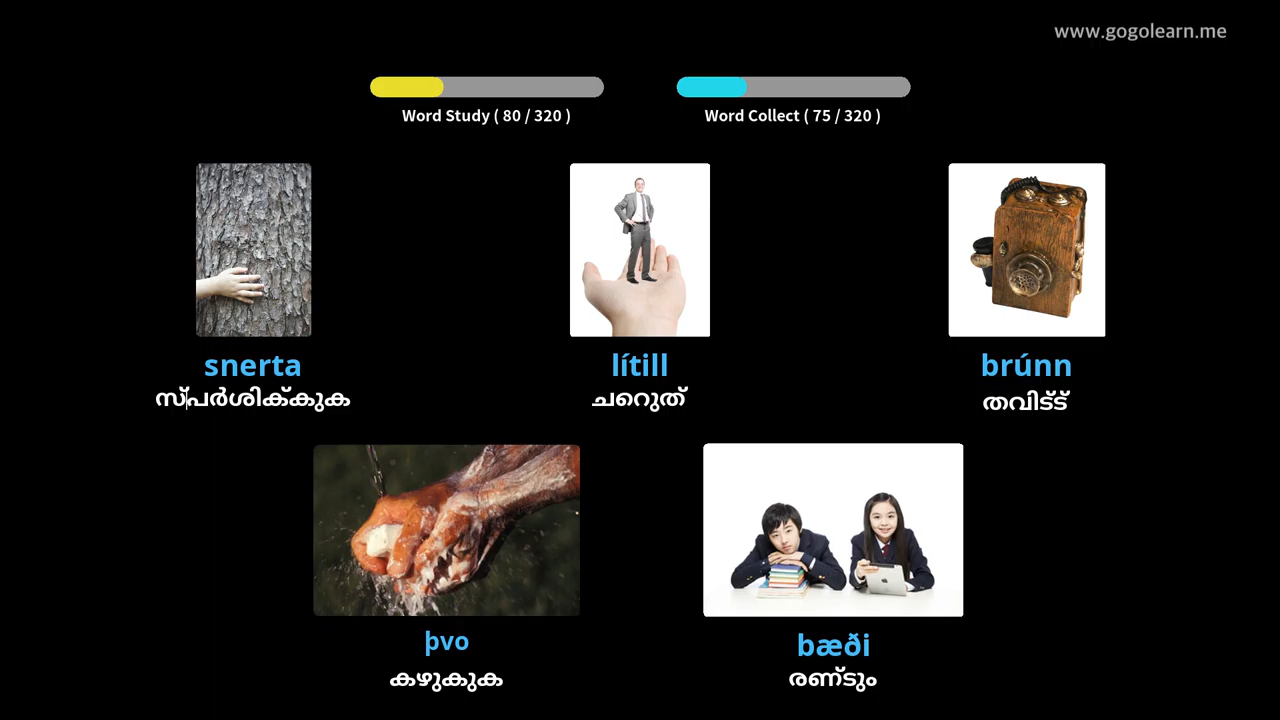 www.gogolearn.me
Word Study ( 80 / 320 )
Word Collect ( 75 / 320 )
snerta
സ്പർശിക്കുക
lítill
ചെറുത്
brúnn
തവിട്ട്
þvo
കഴുകുക
bæði
രണ്ടും